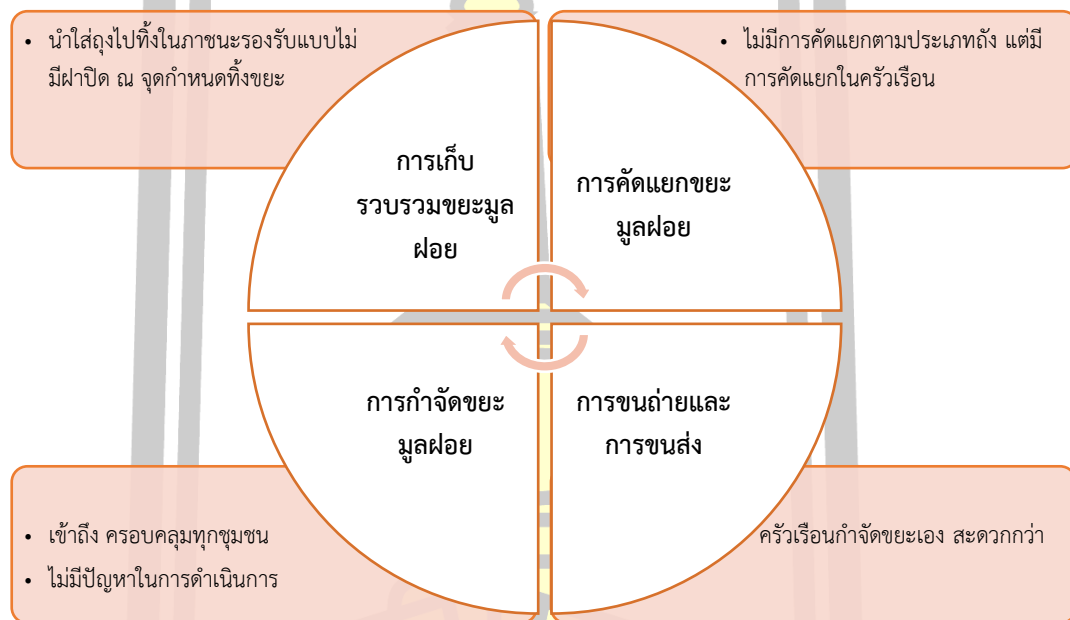 • นำใส่ถุงไปทิ้งในภาชนะรองรับแบบไม่
มีฝาปิด ณ จุดกำหนดทิ้งขยะ
• ไม่มีการคัดแยกตามประเภทถัง แต่มี
การคัดแยกในครัวเรือน
การเก็บ
รวบรวมขยะมูล
ฝอย
การคัดแยกขยะ
มูลฝอย
การกำจัดขยะ
มูลฝอย
การขนถ่ายและ
การขนส่ง
• เข้าถึง ครอบคลุมทุกชุมชน
• ไม่มีปัญหาในการดำเนินการ
ครัวเรือนกำจัดขยะเอง สะดวกกว่า